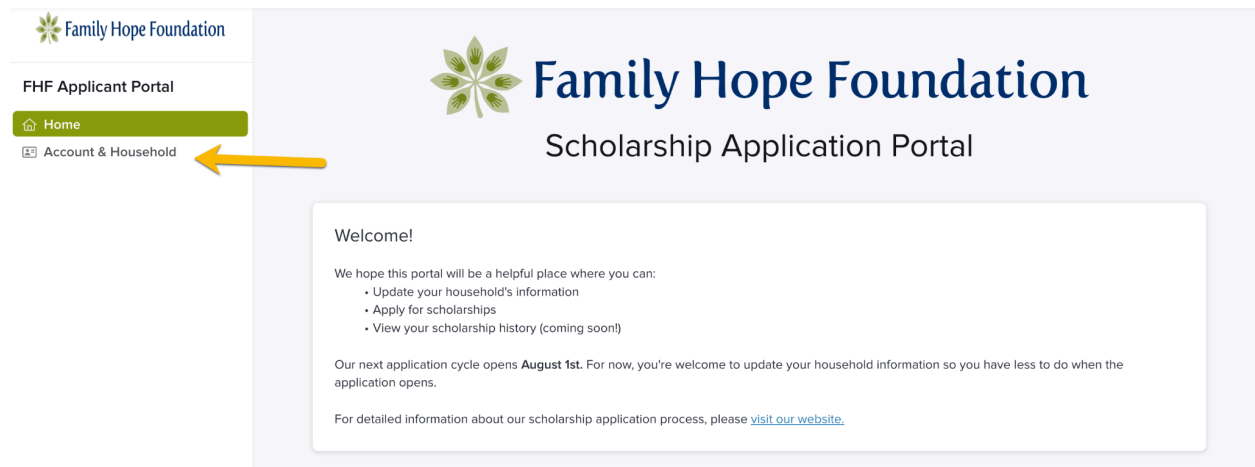 Family Hope Foundation
FHF Applicant Portal
Home
Account & Household
Family Hope Foundation
Scholarship Application Portal
Welcome!
We hope this portal will be a helpful place where you can:
• Update your household's information
• Apply for scholarships
• View your scholarship history (coming soon!)
Our next application cycle opens August 1st. For now, you're welcome to update your household information so you have less to do when the
application opens.
For detailed information about our scholarship application process, please visit our website.